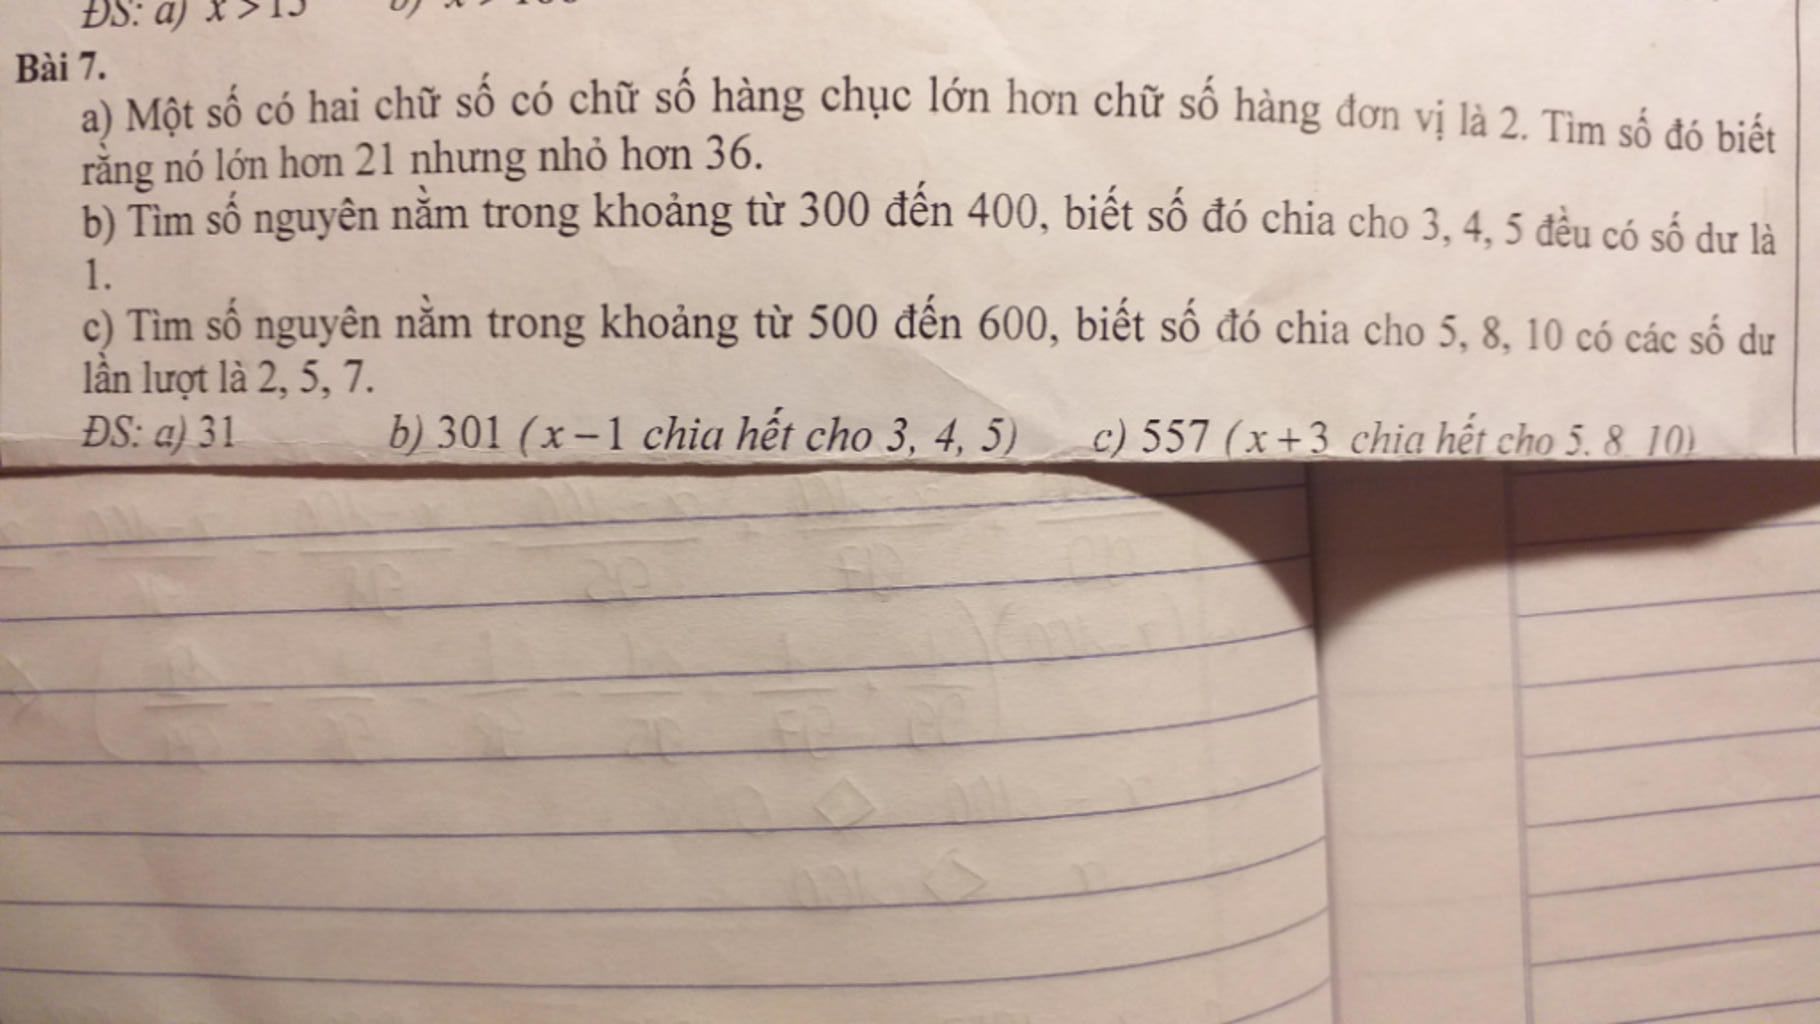 ĐS: a) x > 15
Bài 7.
a) Một số có hai chữ số có chữ số hàng chục lớn hơn chữ số hàng đơn vị là 2. Tìm số đó biết
rằng nó lớn hơn 21 nhưng nhỏ hơn 36.
b) Tìm số nguyên nằm trong khoảng từ 300 đến 400, biết số đó chia cho 3, 4, 5 đều có số dư là
1.
c) Tìm số nguyên nằm trong khoảng từ 500 đến 600, biết số đó chia cho 5, 8, 10 có các số dư
lần lượt là 2, 5, 7.
ĐS: a) 31 b) 301 (x – 1 chia hết cho 3, 4, 5) c) 557 (x + 3 chia hết cho 5, 8, 10)